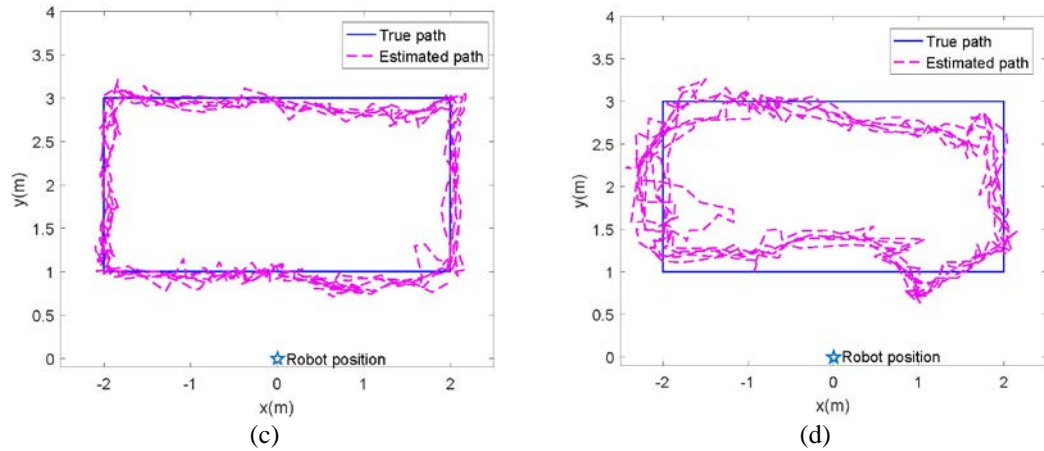 4
3.5
3
2.5
2
1.5
1
0.5
0
y(m)
True path
Estimated path
Robot position
-2 -1 0 1 2
x(m)
(c)
4
3.5
3
2.5
2
1.5
1
0.5
0
y(m)
True path
Estimated path
Robot position
-2 -1 0 1 2
x(m)
(d)